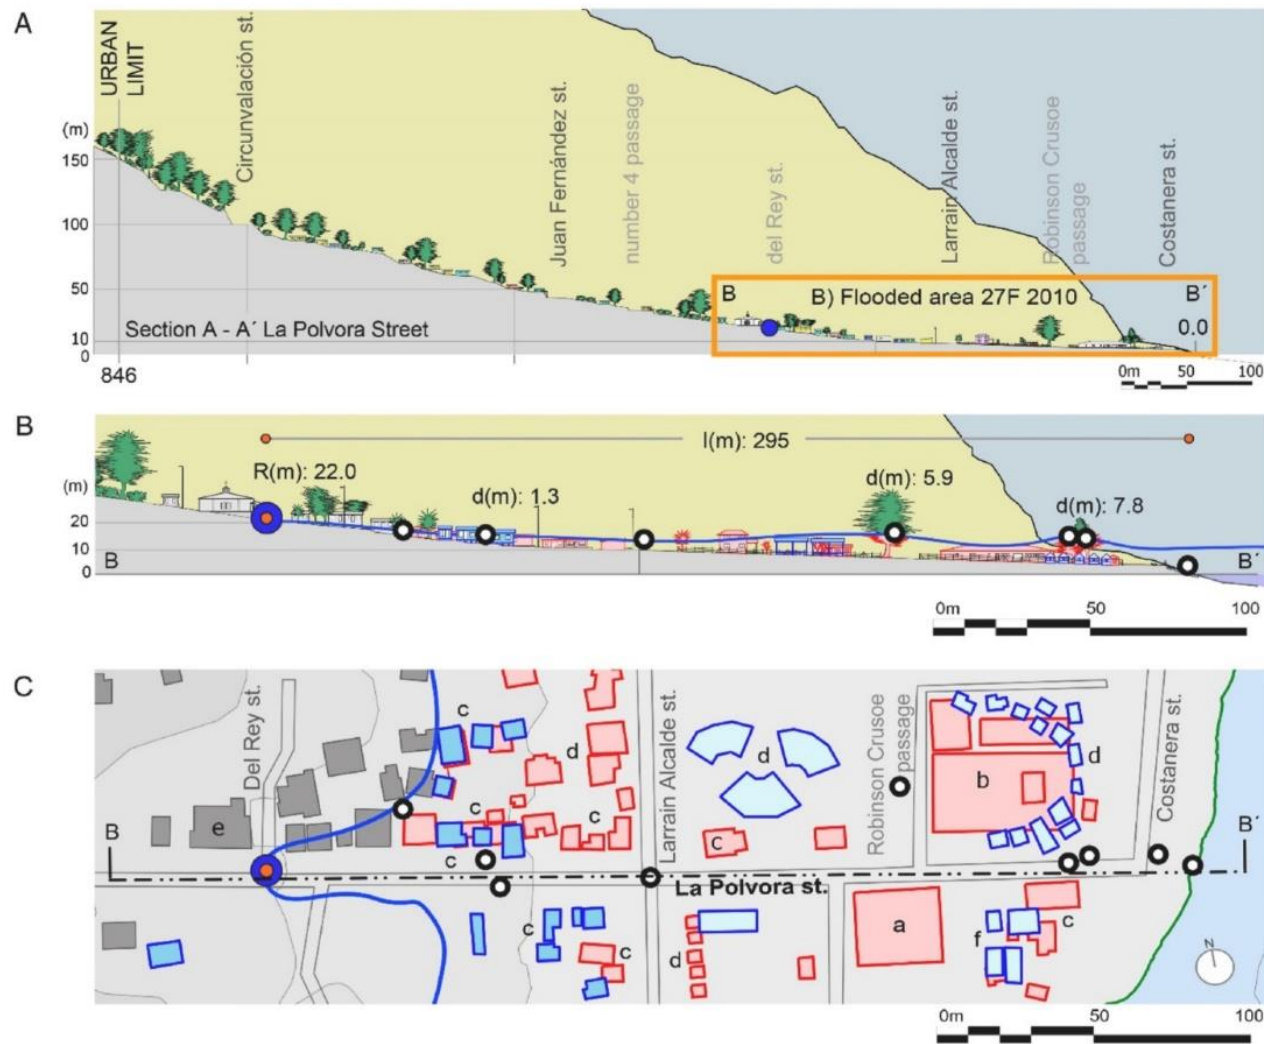 A
URBAN
LIMIT
Circunvalación st.
Juan Fernández st.
number 4 passage
del Rey st.
Larrain Alcalde st.
Robinson Crusoe
passage
Costanera st.
(m)
150
100
50
10
0
B
B) Flooded area 27F 2010
B´
0.0
Section A - A´ La Polvora Street
846
0m
50
100
B
l(m): 295
R(m): 22.0
d(m): 1.3
d(m): 5.9
d(m): 7.8
(m)
20
10
0
B
B´
0m
50
100
C
Del Rey st.
Larrain Alcalde st.
Robinson Crusoe
passage
Costanera st.
c
d
d
b
d
c
c
c
e
c
B
B´
La Polvora st.
c
c
d
a
f
c
N
0m
50
100